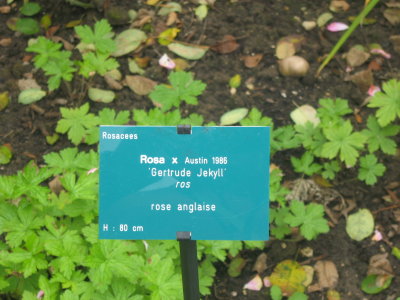 Rosacees
Rosa x Austin 1986
'Gertrude Jekyll'
ros
rose anglaise
H : 80 cm